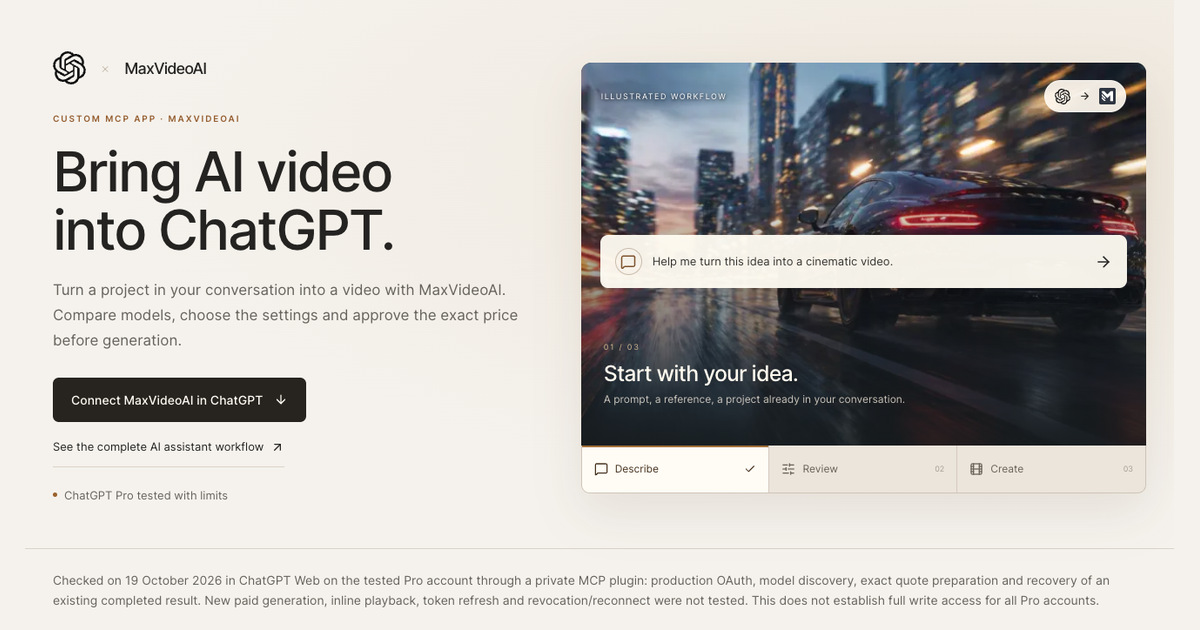 × MaxVideoAI
CUSTOM MCP APP · MAXVIDEOAI
Bring AI video
into ChatGPT.
Turn a project in your conversation into a video with MaxVideoAI.
Compare models, choose the settings and approve the exact price
before generation.
Connect MaxVideoAI in ChatGPT ↓
See the complete AI assistant workflow ↗
• ChatGPT Pro tested with limits
ILLUSTRATED WORKFLOW
→ M
Help me turn this idea into a cinematic video. →
01 / 03
Start with your idea.
A prompt, a reference, a project already in your conversation.
Describe ✓
Review 02
Create 03
Checked on 19 October 2026 in ChatGPT Web on the tested Pro account through a private MCP plugin: production OAuth, model discovery, exact quote preparation and recovery of an
existing completed result. New paid generation, inline playback, token refresh and revocation/reconnect were not tested. This does not establish full write access for all Pro accounts.